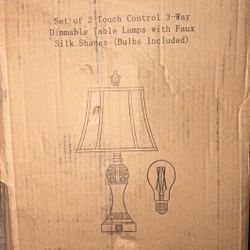 Set of 2 Touch Control 3-Way
Dimmable Table Lamps with Faux
Silk Shades (Bulbs Included)